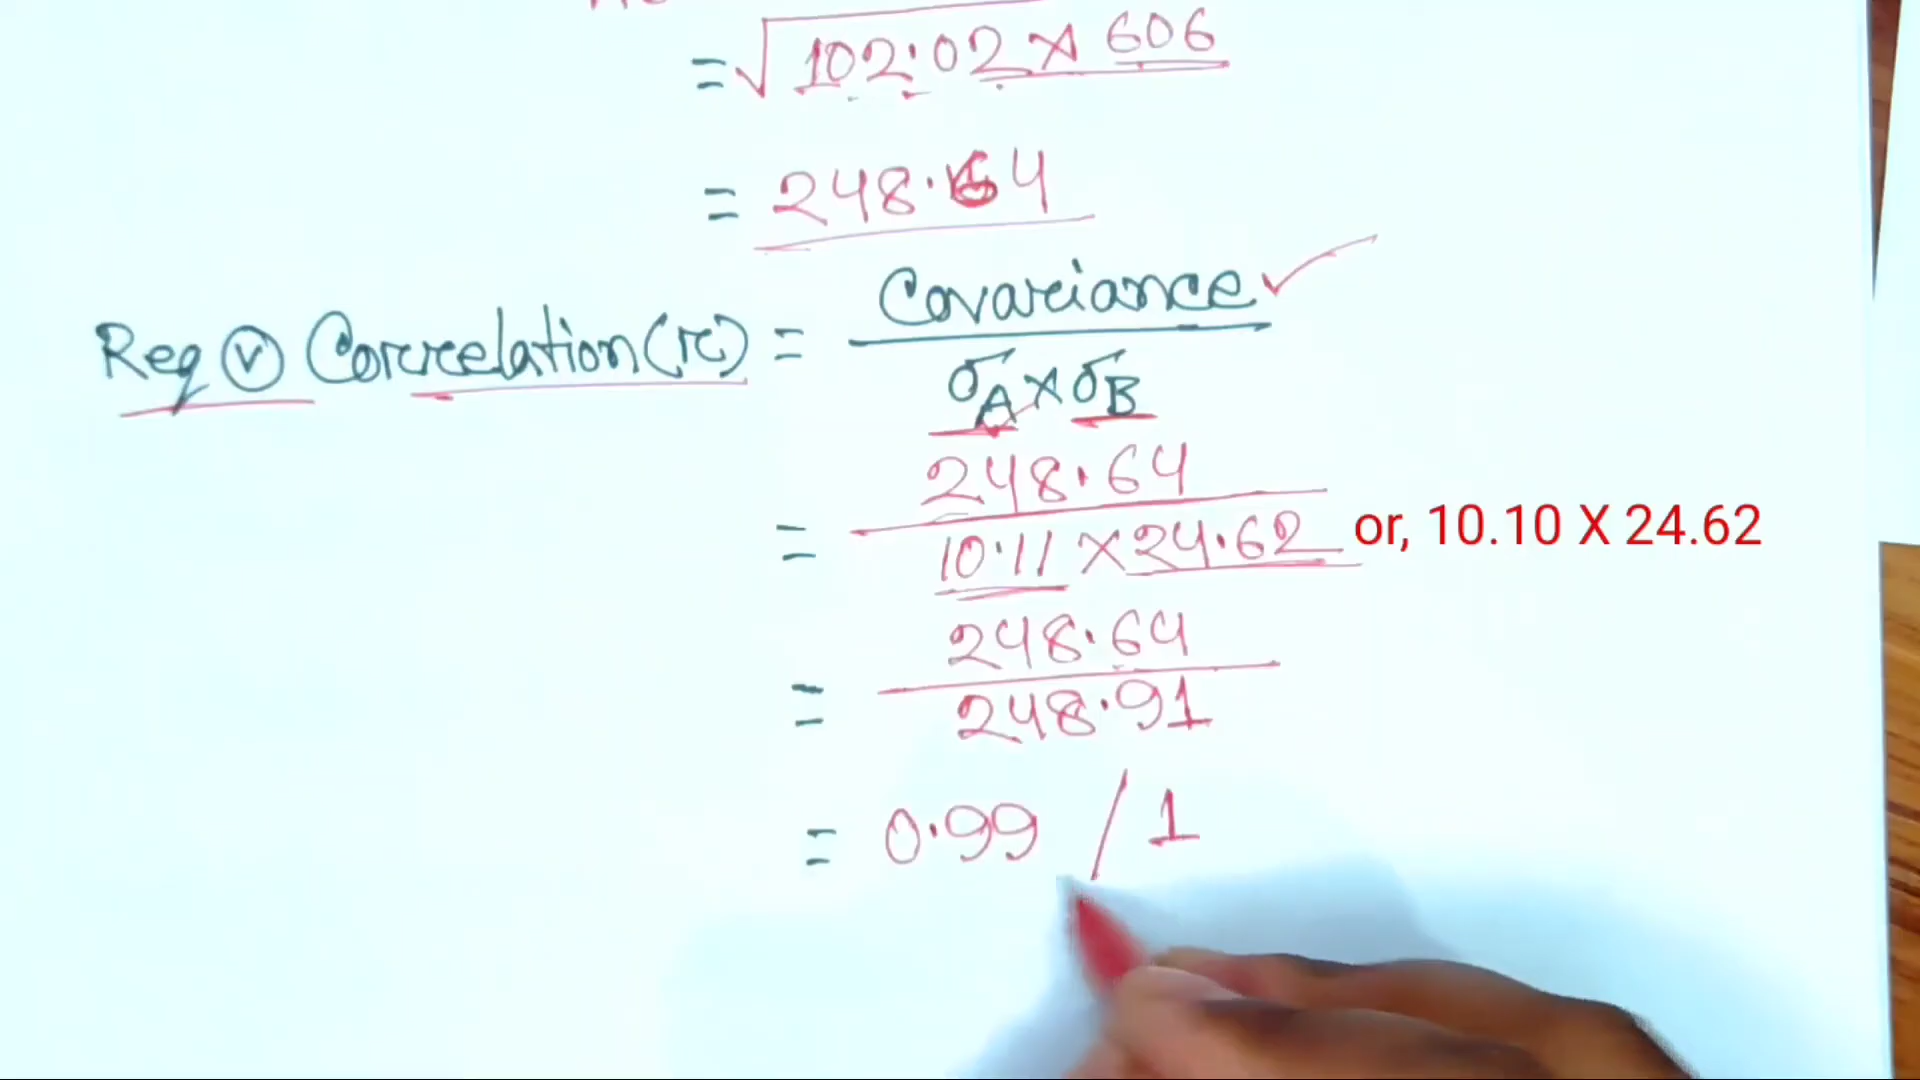 =√102.02 × 606
= 248.64
Req (v) Correlation(r) = Covariance ✓
σA × σB
= 248.64
10.11 × 24.62 or, 10.10 X 24.62
= 248.64
248.91
= 0.99 / 1